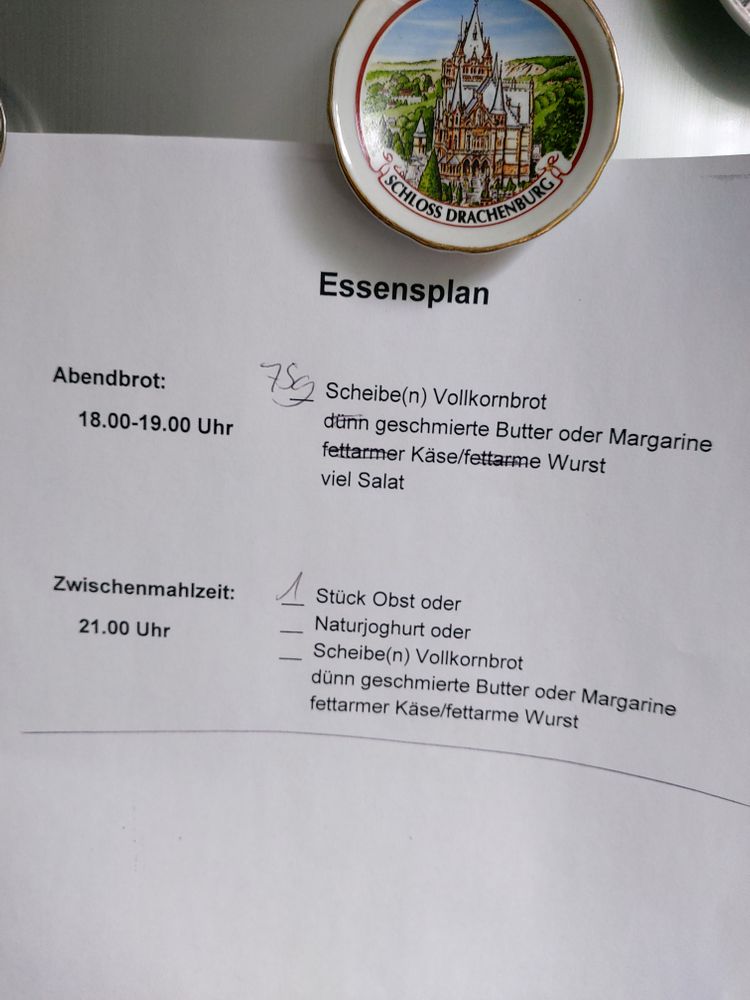 SCHLOSS DRACHENBURG
Essensplan
Abendbrot: 75g Scheibe(n) Vollkornbrot
18.00-19.00 Uhr dünn geschmierte Butter oder Margarine
fettarmer Käse/fettarme Wurst
viel Salat
Zwischenmahlzeit: 1 Stück Obst oder
21.00 Uhr __ Naturjoghurt oder
__ Scheibe(n) Vollkornbrot
dünn geschmierte Butter oder Margarine
fettarmer Käse/fettarme Wurst